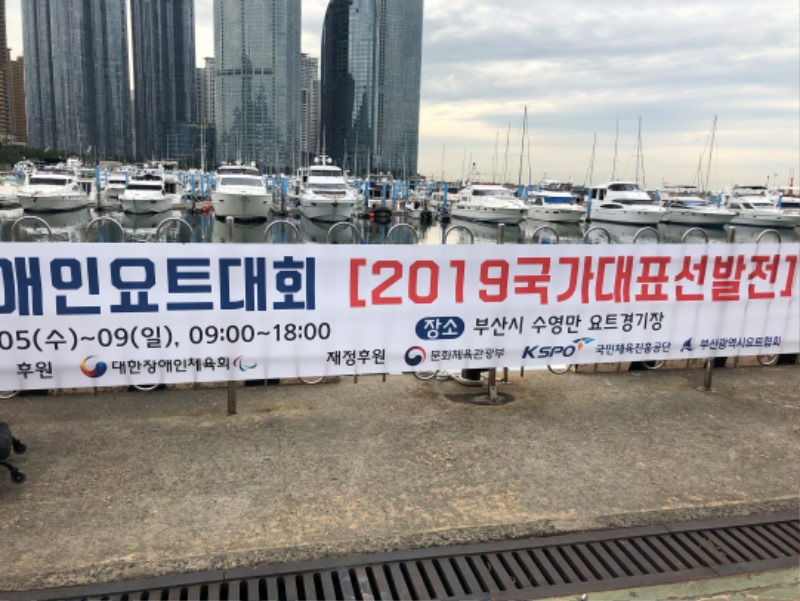 애인요트대회 [2019국가대표선발전]
05(수)~09(일), 09:00~18:00 장소 부산시 수영만 요트경기장
후원 대한장애인체육회 재정후원 문화체육관광부 KSPO 국민체육진흥공단 부산광역시요트협회